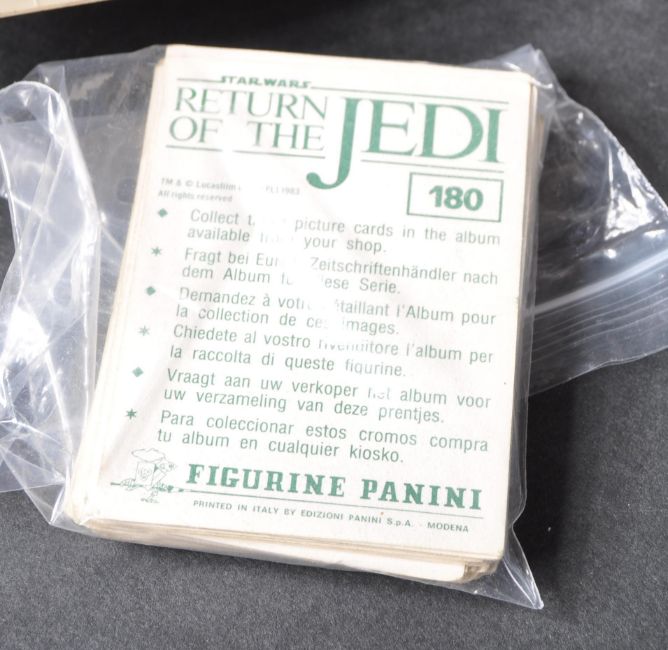 STAR WARS
RETURN
OF THE
JEDI
TM & © Lucasfilm (LFL) 1983
All rights reserved
180
◆ Collect picture cards in the album
available your shop.
✶ Fragt bei Zeitschriftenhändler nach
dem Album Serie.
◆ Demandez à l'Album pour
la collection de images.
✶ Chiedete al vostro l'album per
la raccolta di queste figurine.
◆ Vraagt aan uw verkoper het album voor
uw verzameling van deze prentjes.
✶ Para coleccionar estos cromos compra
tu album en cualquier kiosko.
FIGURINE PANINI
PRINTED IN ITALY BY EDIZIONI PANINI S.p.A. - MODENA